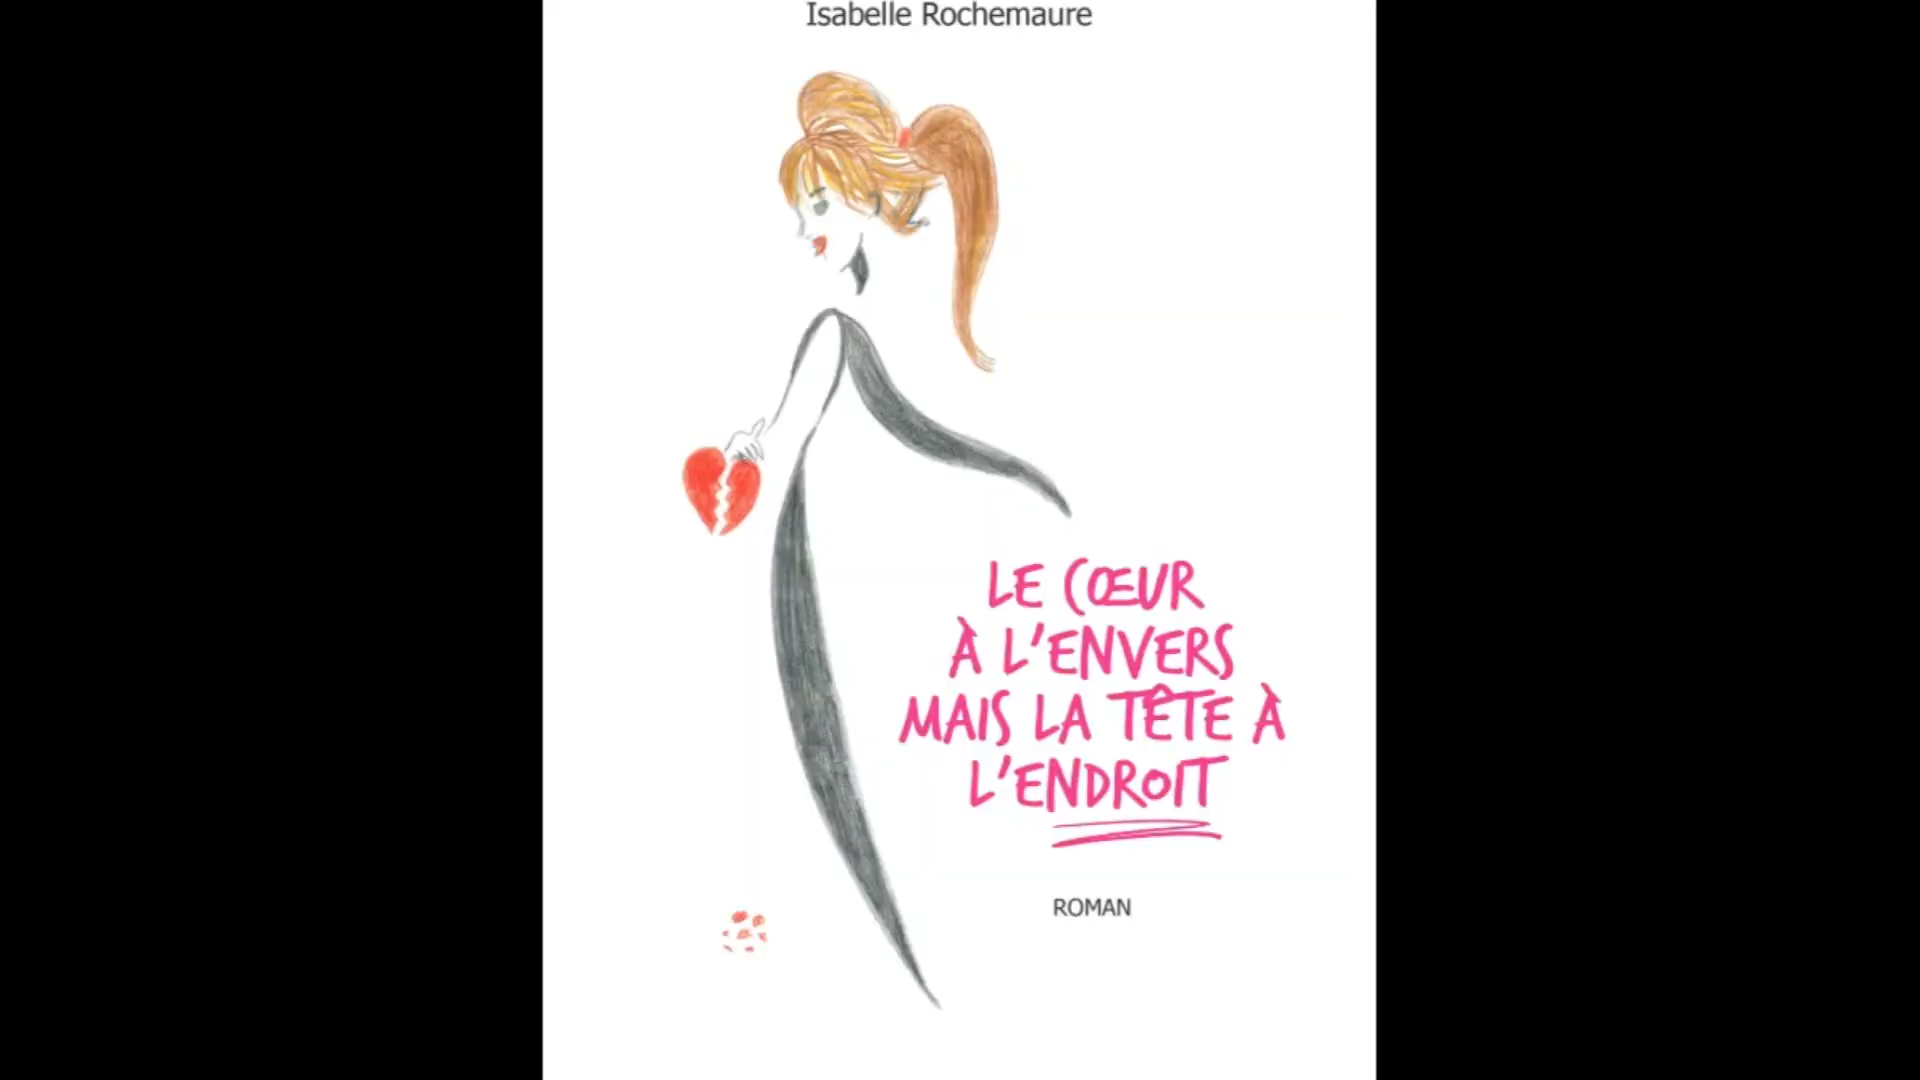 Isabelle Rochemaure
LE CŒUR
À L'ENVERS
MAIS LA TÊTE À
L'ENDROIT
ROMAN